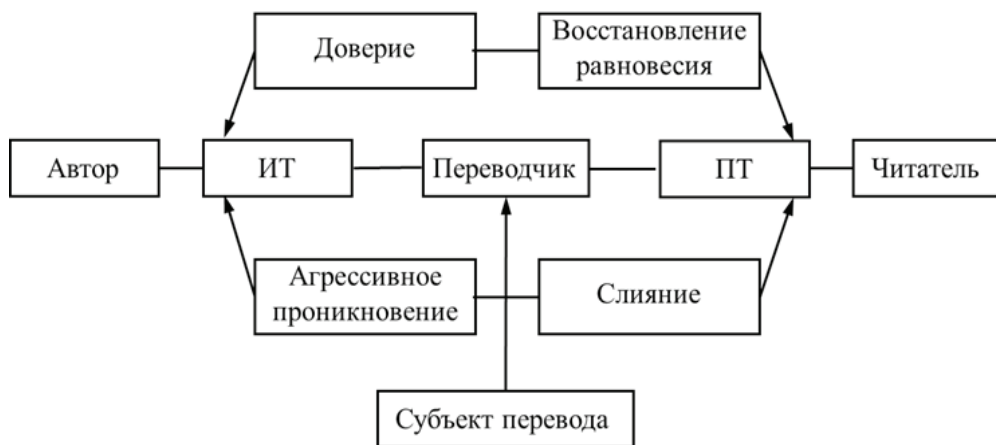 Доверие
Восстановление
равновесия
Автор
ИТ
Переводчик
ПТ
Читатель
Агрессивное
проникновение
Слияние
Субъект перевода